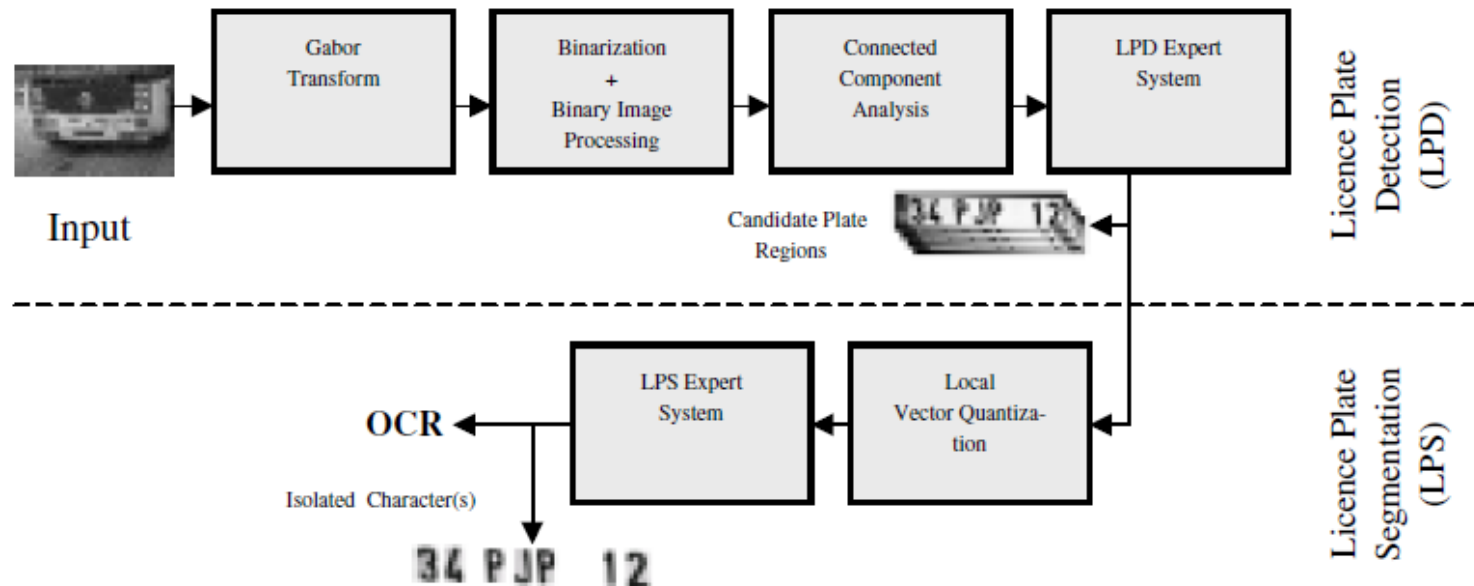 Gabor
Transform
Binarization
+
Binary Image
Processing
Connected
Component
Analysis
LPD Expert
System
Licence Plate
Detection
(LPD)
Input
Candidate Plate
Regions
34 PJP 12
LPS Expert
System
Local
Vector Quantiza-
tion
OCR
Isolated Character(s)
34 PJP 12
Licence Plate
Segmentation
(LPS)